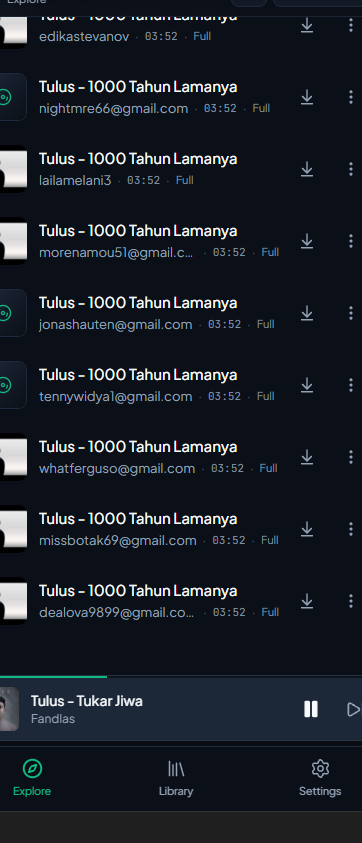 Explore
edikastevanov · 03:52 · Full
Tulus - 1000 Tahun Lamanya
nightmre66@gmail.com · 03:52 · Full
Tulus - 1000 Tahun Lamanya
lailamelani3 · 03:52 · Full
Tulus - 1000 Tahun Lamanya
morenamou51@gmail.c... · 03:52 · Full
Tulus - 1000 Tahun Lamanya
jonashauten@gmail.com · 03:52 · Full
Tulus - 1000 Tahun Lamanya
tennywidya1@gmail.com · 03:52 · Full
Tulus - 1000 Tahun Lamanya
whatferguso@gmail.com · 03:52 · Full
Tulus - 1000 Tahun Lamanya
missbotak69@gmail.com · 03:52 · Full
Tulus - 1000 Tahun Lamanya
dealova9899@gmail.co... · 03:52 · Full
Tulus - Tukar Jiwa
Fandlas
Explore
Library
Settings